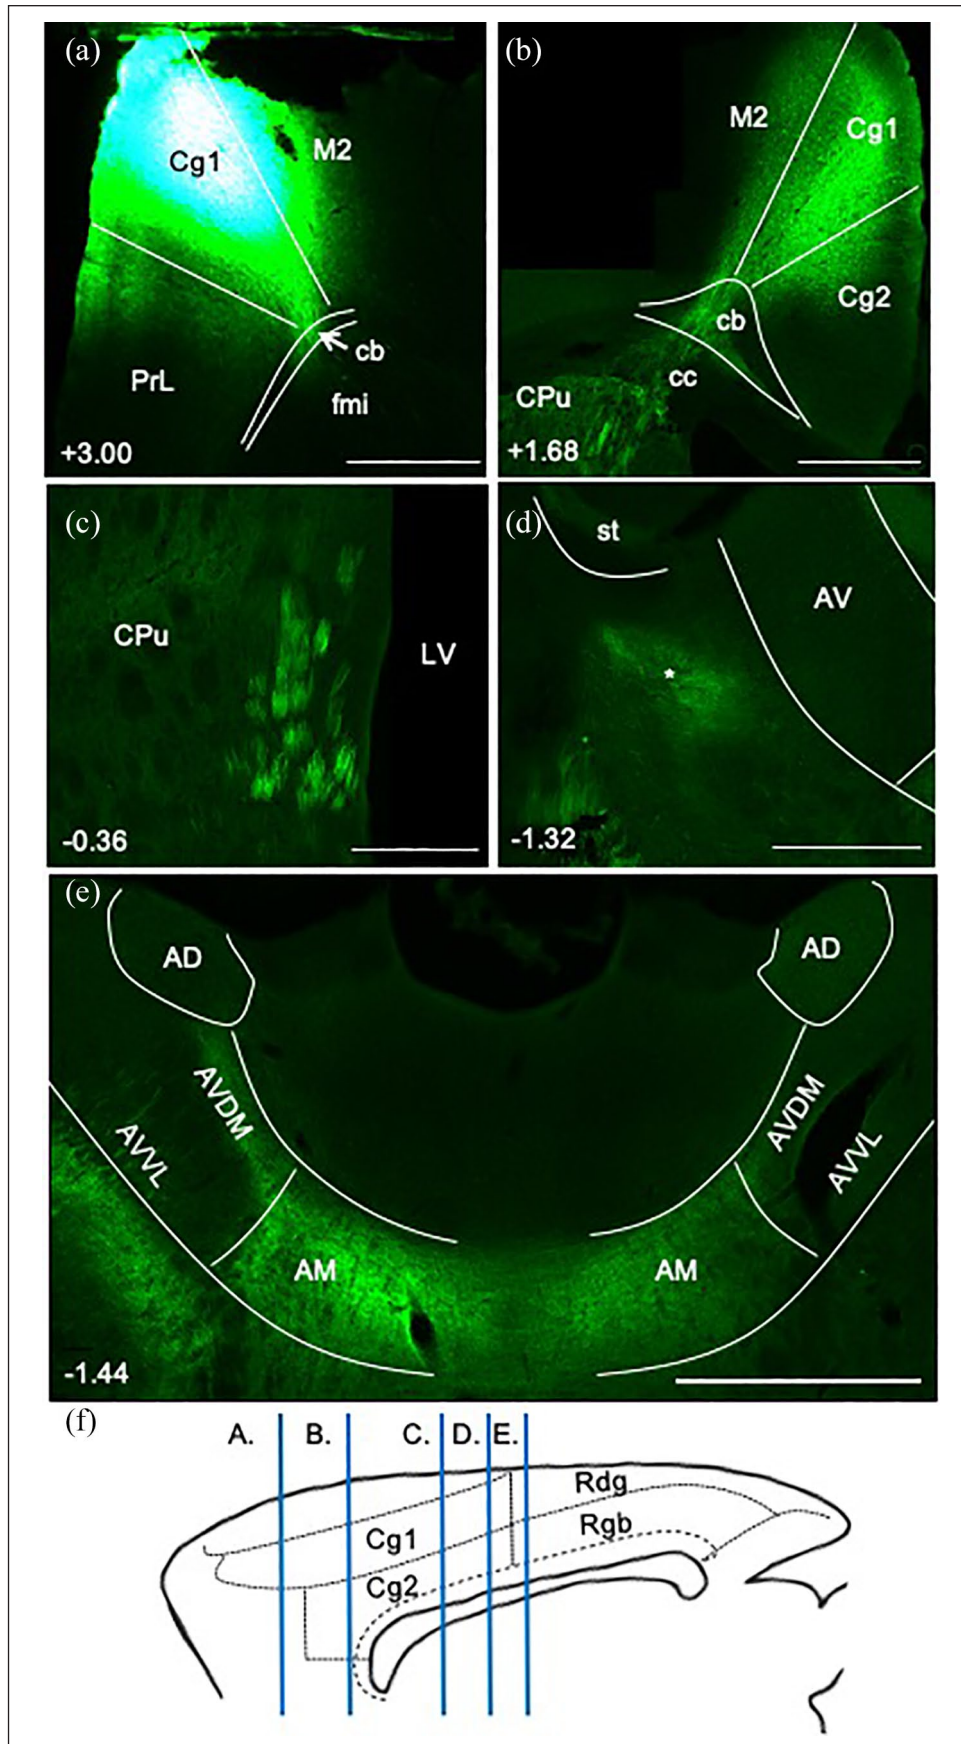 (a)
Cg1
M2
cb
PrL
fmi
+3.00
(b)
M2
Cg1
Cg2
cb
cc
CPu
+1.68
(c)
CPu
LV
-0.36
(d)
st
AV
-1.32
(e)
AD
AD
AVDM
AVDM
AVVL
AVVL
AM
AM
-1.44
(f)
A. B. C. D. E.
Rdg
Cg1
Rgb
Cg2